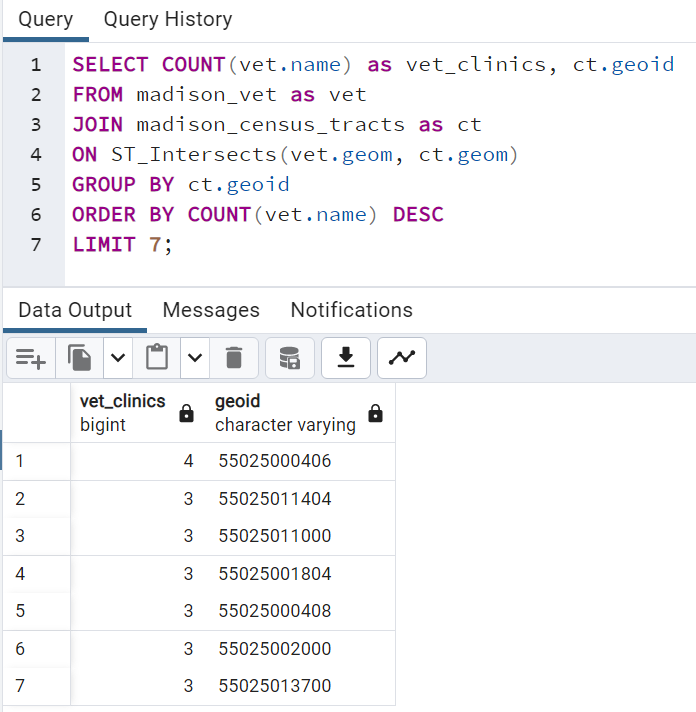 Query Query History
1 SELECT COUNT(vet.name) as vet_clinics, ct.geoid
2 FROM madison_vet as vet
3 JOIN madison_census_tracts as ct
4 ON ST_Intersects(vet.geom, ct.geom)
5 GROUP BY ct.geoid
6 ORDER BY COUNT(vet.name) DESC
7 LIMIT 7;
Data Output Messages Notifications
vet_clinics geoid
bigint character varying
1 4 55025000406
2 3 55025011404
3 3 55025011000
4 3 55025001804
5 3 55025000408
6 3 55025002000
7 3 55025013700